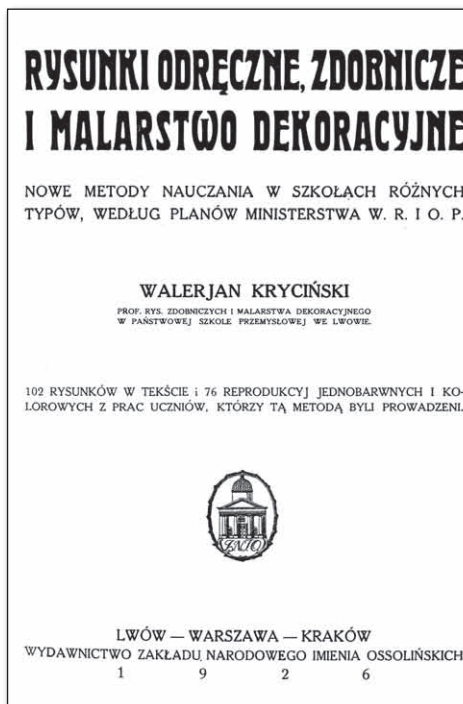 RYSUNKI ODRĘCZNE, ZDOBNICZE
I MALARSTWO DEKORACYJNE
NOWE METODY NAUCZANIA W SZKOŁACH RÓŻNYCH
TYPÓW, WEDŁUG PLANÓW MINISTERSTWA W. R. I O. P.
WALERJAN KRYCIŃSKI
PROF. RYS. ZDOBNICZYCH I MALARSTWA DEKORACYJNEGO
W PAŃSTWOWEJ SZKOLE PRZEMYSŁOWEJ WE LWOWIE.
102 RYSUNKÓW W TEKŚCIE i 76 REPRODUKCYJ JEDNOBARWNYCH I KO-
LOROWYCH Z PRAC UCZNIÓW, KTÓRZY TĄ METODĄ BYLI PROWADZENI.
ZNIO
LWÓW — WARSZAWA — KRAKÓW
WYDAWNICTWO ZAKŁADU NARODOWEGO IMIENIA OSSOLIŃSKICH
1 9 2 6